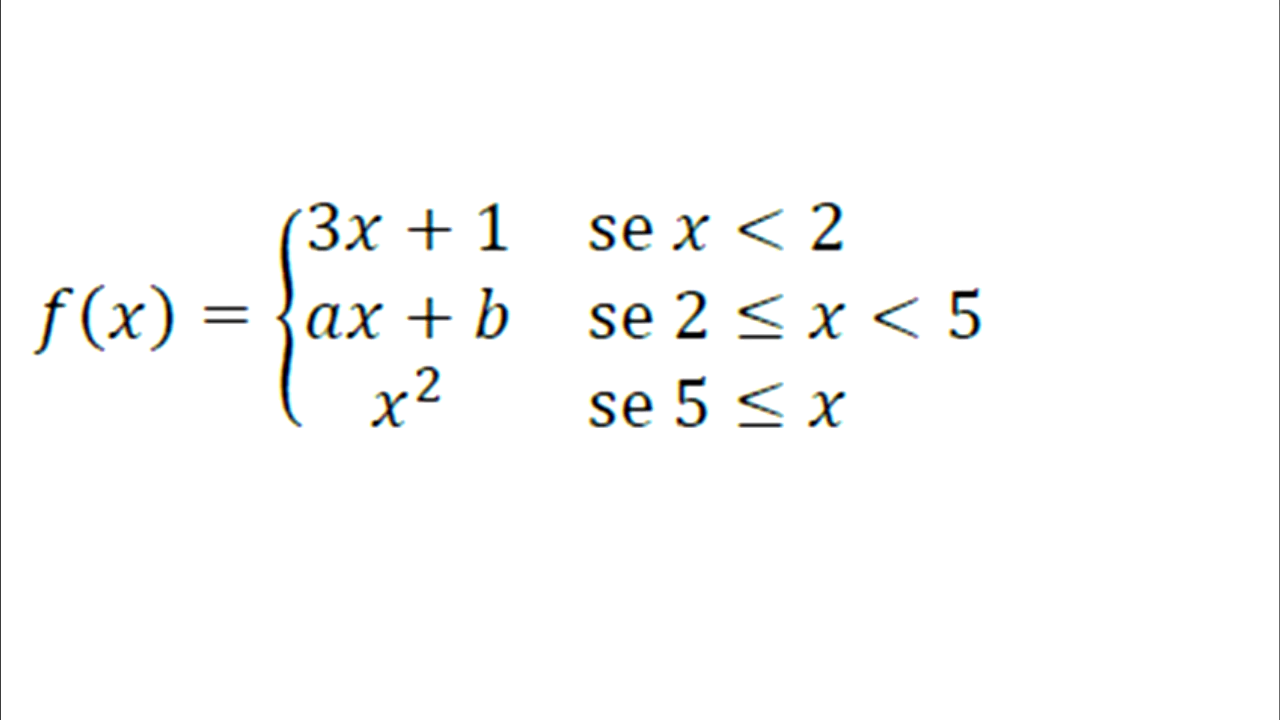 3x + 1 se x < 2
f(x) = { ax + b se 2 ≤ x < 5
x² se 5 ≤ x